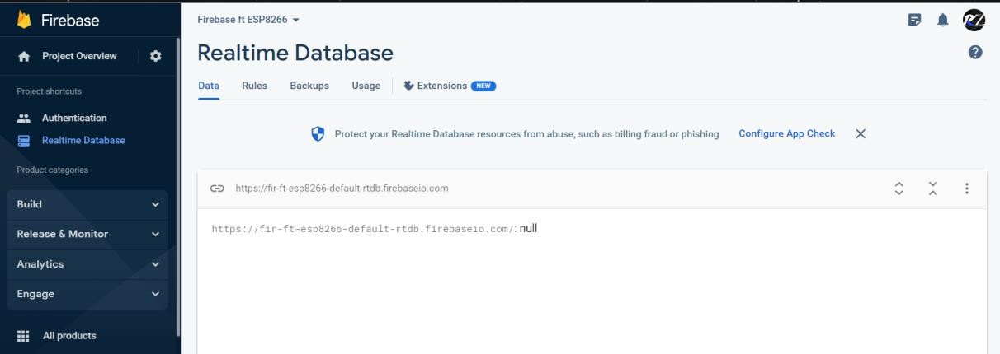 Firebase
Project Overview
Project shortcuts
Authentication
Realtime Database
Product categories
Build
Release & Monitor
Analytics
Engage
All products
Firebase ft ESP8266
Realtime Database
Data Rules Backups Usage Extensions NEW
Protect your Realtime Database resources from abuse, such as billing fraud or phishing Configure App Check
https://fir-ft-esp8266-default-rtdb.firebaseio.com
https://fir-ft-esp8266-default-rtdb.firebaseio.com/: null